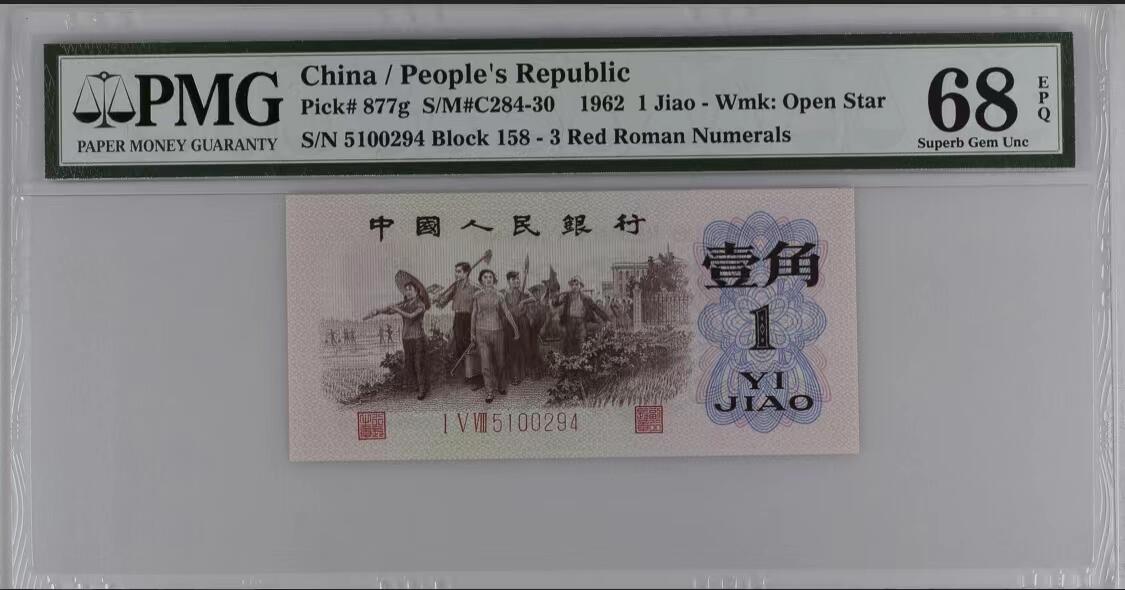 PMG
PAPER MONEY GUARANTY
China / People's Republic
Pick# 877g S/M#C284-30 1962 1 Jiao - Wmk: Open Star
S/N 5100294 Block 158 - 3 Red Roman Numerals
68
EPQ
Superb Gem Unc
中國人民銀行
壹角
1
YI
JIAO
I V VIII 5100294